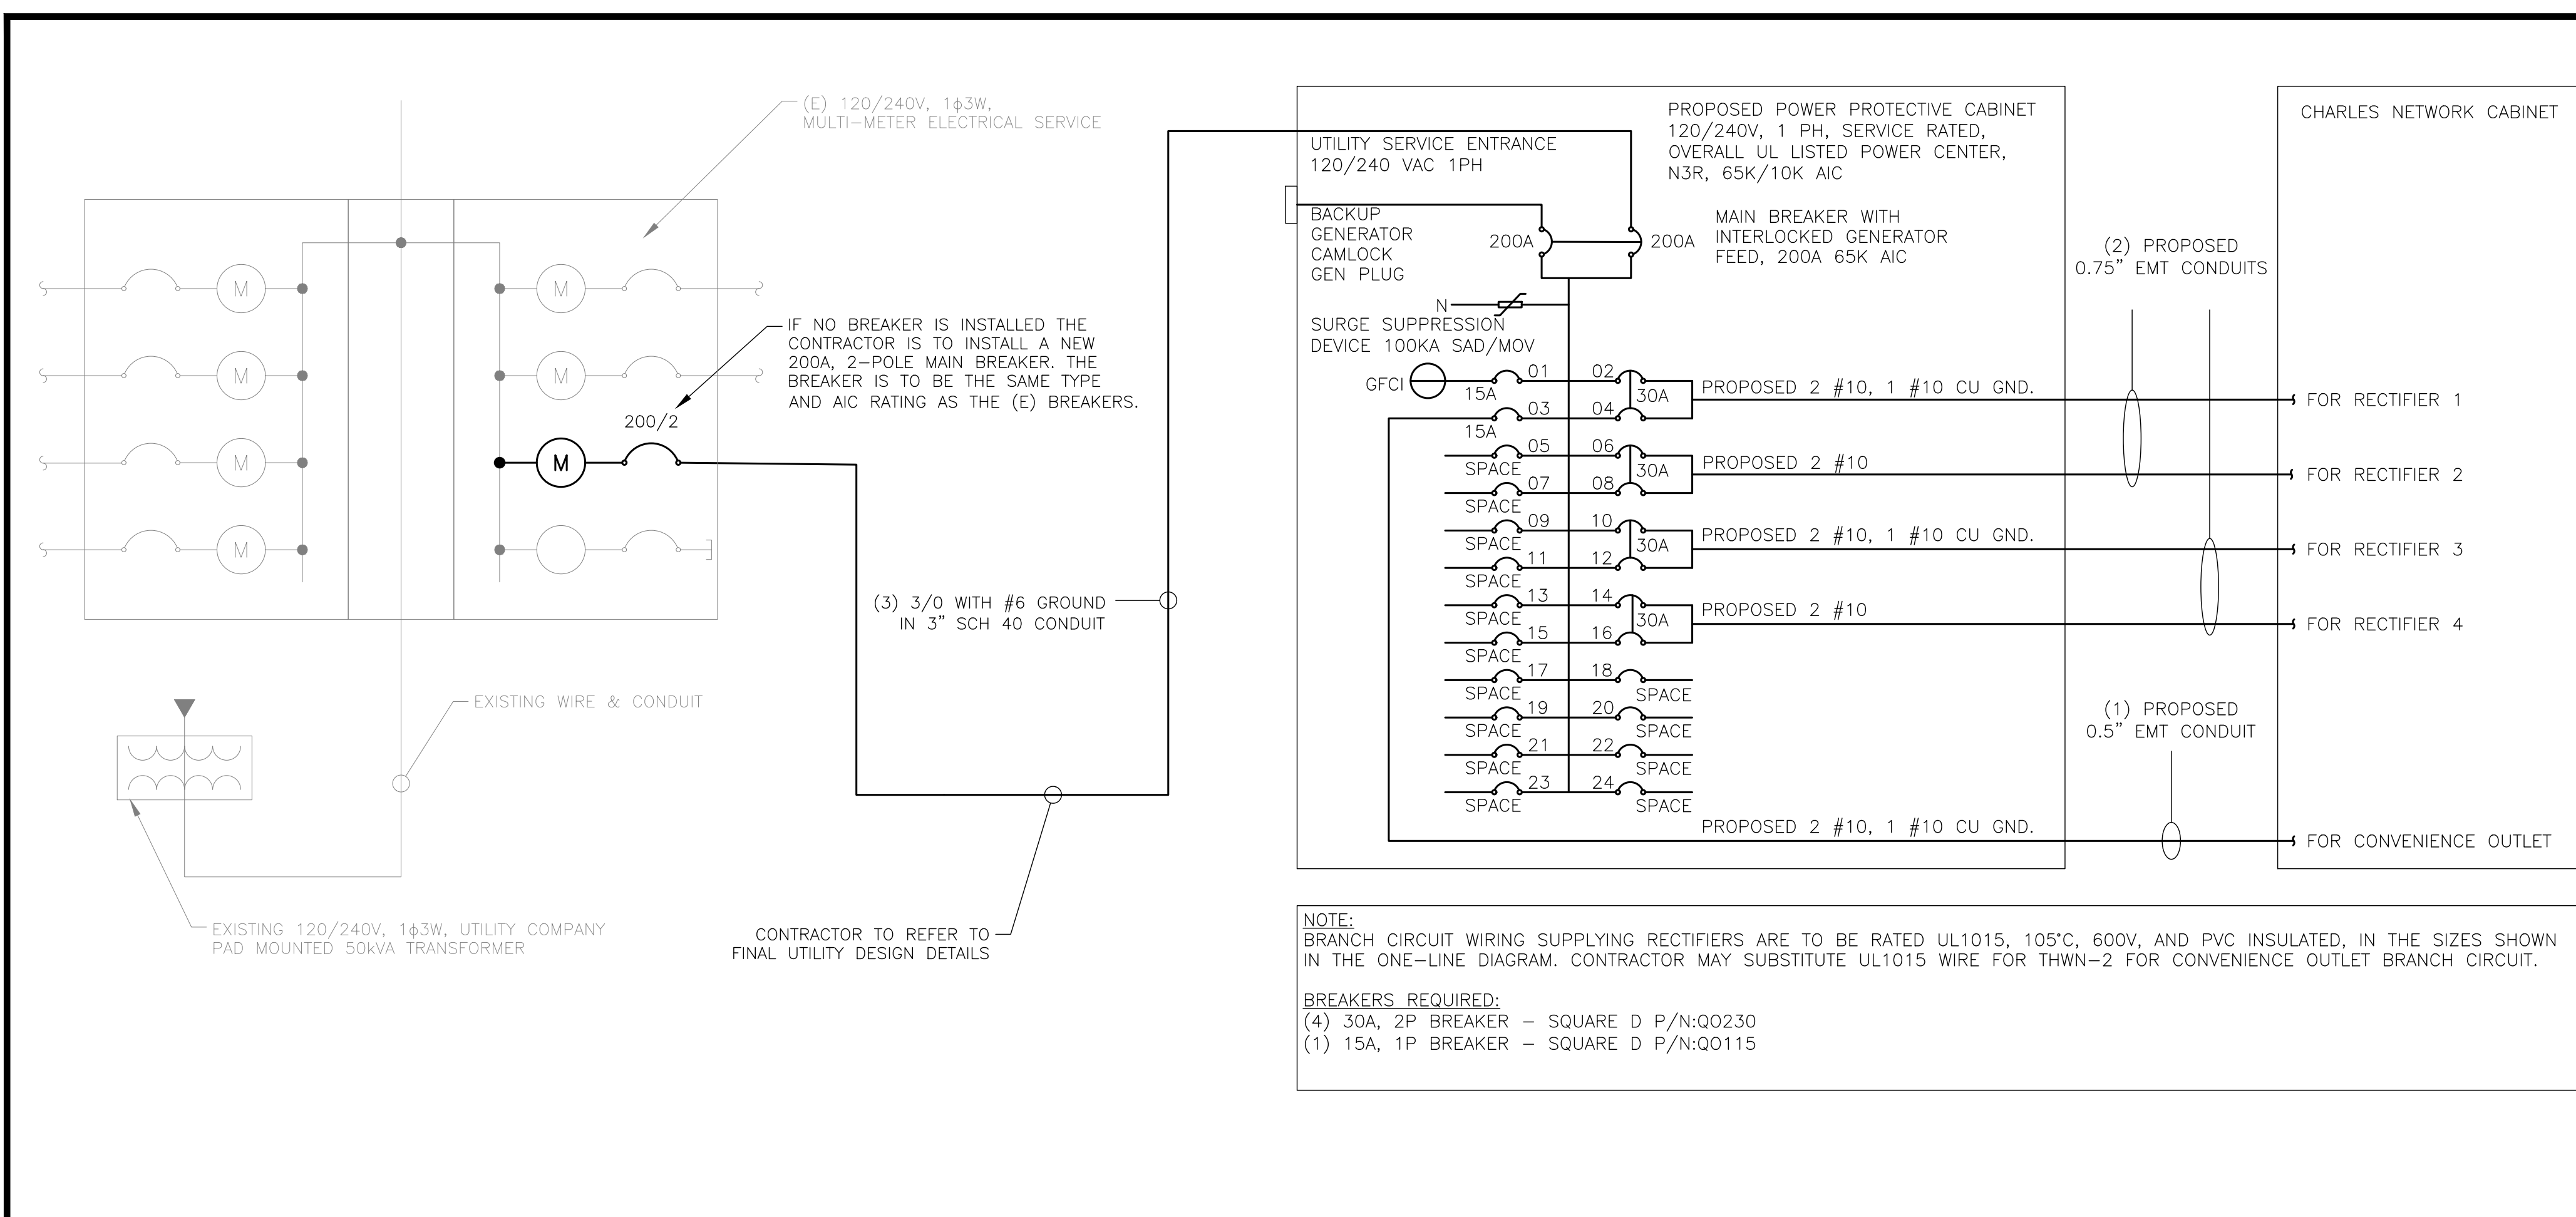 (E) 120/240V, 1ϕ3W,
MULTI-METER ELECTRICAL SERVICE
M
M
M
M
M
M
M
IF NO BREAKER IS INSTALLED THE
CONTRACTOR IS TO INSTALL A NEW
200A, 2-POLE MAIN BREAKER. THE
BREAKER IS TO BE THE SAME TYPE
AND AIC RATING AS THE (E) BREAKERS.
200/2
(3) 3/0 WITH #6 GROUND
IN 3" SCH 40 CONDUIT
EXISTING WIRE & CONDUIT
EXISTING 120/240V, 1ϕ3W, UTILITY COMPANY
PAD MOUNTED 50kVA TRANSFORMER
CONTRACTOR TO REFER TO
FINAL UTILITY DESIGN DETAILS
UTILITY SERVICE ENTRANCE
120/240 VAC 1PH
PROPOSED POWER PROTECTIVE CABINET
120/240V, 1 PH, SERVICE RATED,
OVERALL UL LISTED POWER CENTER,
N3R, 65K/10K AIC
BACKUP
GENERATOR
CAMLOCK
GEN PLUG
200A
200A
MAIN BREAKER WITH
INTERLOCKED GENERATOR
FEED, 200A 65K AIC
N
SURGE SUPPRESSION
DEVICE 100KA SAD/MOV
GFCI
15A
01
02
30A
PROPOSED 2 #10, 1 #10 CU GND.
15A
03
04
SPACE
05
06
30A
PROPOSED 2 #10
SPACE
07
08
SPACE
09
10
30A
PROPOSED 2 #10, 1 #10 CU GND.
SPACE
11
12
SPACE
13
14
30A
PROPOSED 2 #10
SPACE
15
16
SPACE
17
18
SPACE
SPACE
19
20
SPACE
SPACE
21
22
SPACE
SPACE
23
24
SPACE
PROPOSED 2 #10, 1 #10 CU GND.
(2) PROPOSED
0.75" EMT CONDUITS
(1) PROPOSED
0.5" EMT CONDUIT
CHARLES NETWORK CABINET
FOR RECTIFIER 1
FOR RECTIFIER 2
FOR RECTIFIER 3
FOR RECTIFIER 4
FOR CONVENIENCE OUTLET
NOTE:
BRANCH CIRCUIT WIRING SUPPLYING RECTIFIERS ARE TO BE RATED UL1015, 105°C, 600V, AND PVC INSULATED, IN THE SIZES SHOWN
IN THE ONE-LINE DIAGRAM. CONTRACTOR MAY SUBSTITUTE UL1015 WIRE FOR THWN-2 FOR CONVENIENCE OUTLET BRANCH CIRCUIT.
BREAKERS REQUIRED:
(4) 30A, 2P BREAKER - SQUARE D P/N:QO230
(1) 15A, 1P BREAKER - SQUARE D P/N:QO115